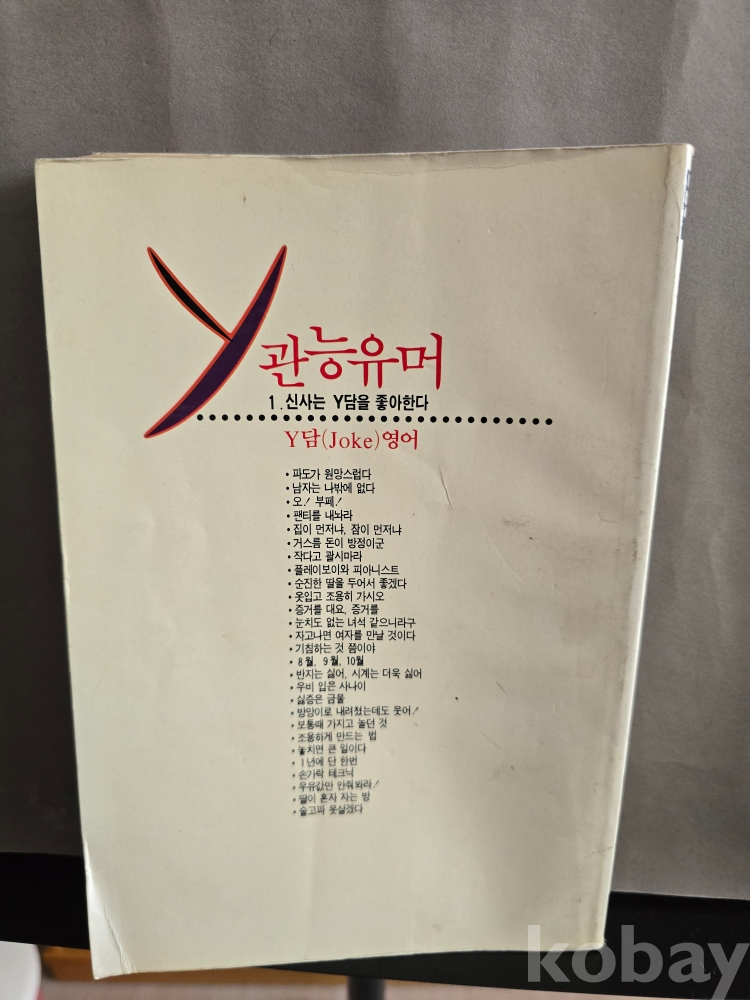 Y 관능유머
1.신사는 Y담을 좋아한다
Y담(Joke)영어
• 파도가 원망스럽다
• 남자는 나밖에 없다
• 오! 부페!
• 팬티를 내놔라
• 집이 먼저냐, 잠이 먼저냐
• 거스름 돈이 방정이군
• 작다고 괄시마라
• 플레이보이와 피아니스트
• 순진한 딸을 두어서 좋겠다
• 옷입고 조용히 가시오
• 증거를 대요, 증거를
• 눈치도 없는 녀석 같으니라구
• 자고나면 여자를 만날 것이다
• 기침하는 것 쯤이야
• 8월, 9월, 10월
• 반지는 싫어, 시계는 더욱 싫어
• 우비 입은 사나이
• 싫증은 금물
• 방망이로 내려쳤는데도 웃어!
• 보통때 가지고 놀던 것
• 조용하게 만드는 법
• 놓치면 큰 일이다
• 1년에 단 한번
• 손가락 테크닉
• 우유값만 안줘봐라!
• 딸이 혼자 자는 방
• 술고파 못살겠다
kobay